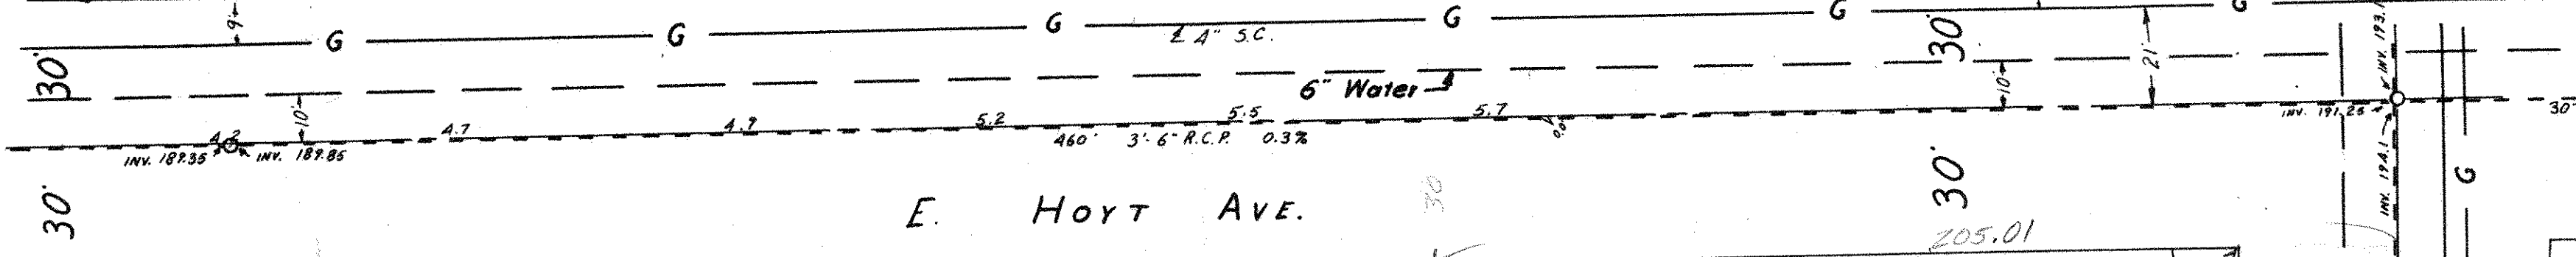 9'
G G G G G G
₵ 4" S.C.
30' 30' 21' INV. 193.1
6" Water 10'
10' 4.2 4.7 4.9 5.2 5.5 5.7 INV. 191.25 30'
INV. 189.35 INV. 189.85 460' 3'-6" R.C.P. 0.3%
30' 30' INV. 194.1 G
E. HOYT AVE. 30
205.01